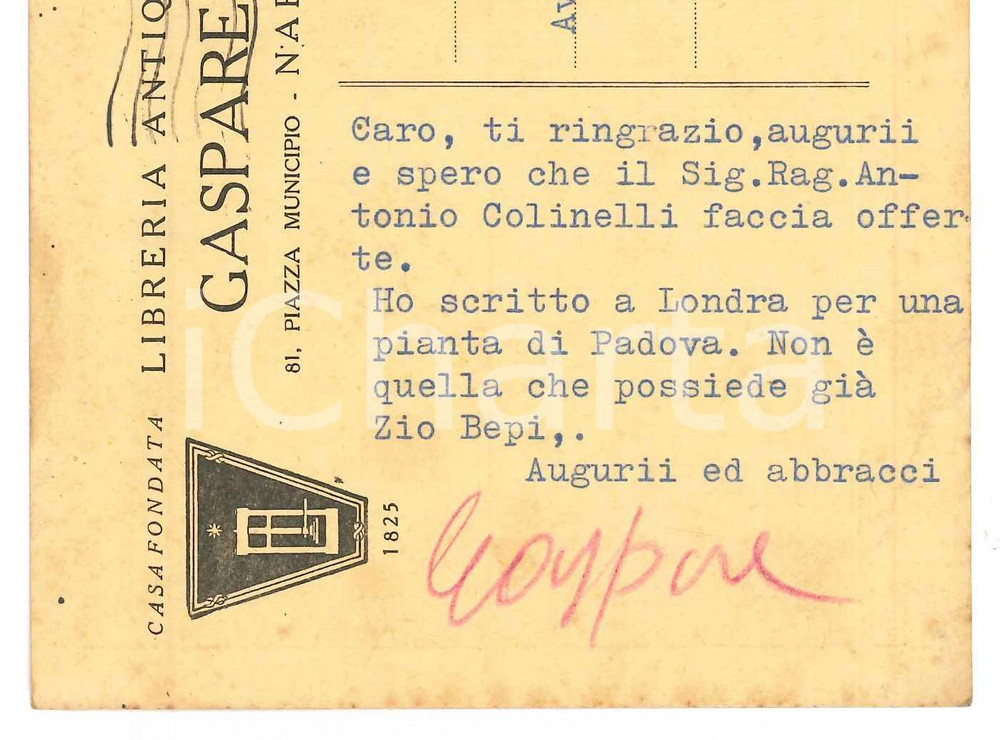 CASA FONDATA LIBRERIA
GASPARE
81, PIAZZA MUNICIPIO -
1825
Caro, ti ringrazio,augurii
e spero che il Sig.Rag.An-
tonio Colinelli faccia offer-
te.
Ho scritto a Londra per una
pianta di Padova. Non è
quella che possiede già
Zio Bepi,.
Augurii ed abbracci
Gaspare
iCharta